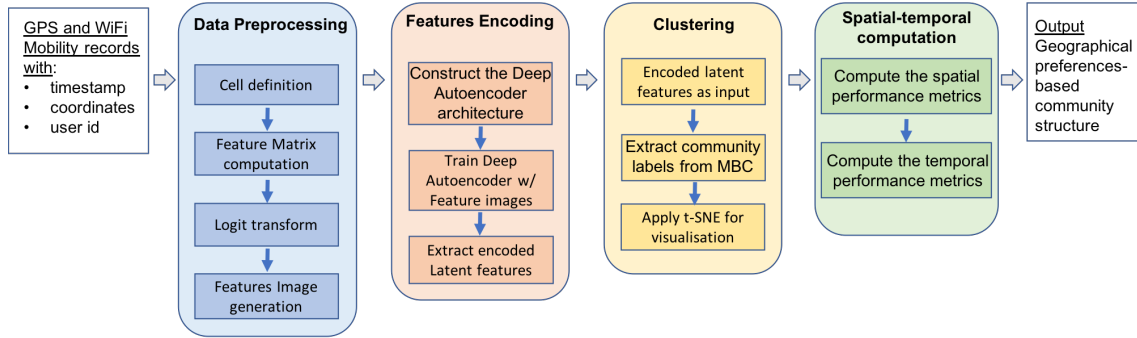 GPS and WiFi
Mobility records
with:
• timestamp
• coordinates
• user id
Data Preprocessing
Cell definition
Feature Matrix
computation
Logit transform
Features Image
generation
Features Encoding
Construct the Deep
Autoencoder
architecture
Train Deep
Autoencoder w/
Feature images
Extract encoded
Latent features
Clustering
Encoded latent
features as input
Extract community
labels from MBC
Apply t-SNE for
visualisation
Spatial-temporal
computation
Compute the spatial
performance metrics
Compute the temporal
performance metrics
Output
Geographical
preferences-
based
community
structure